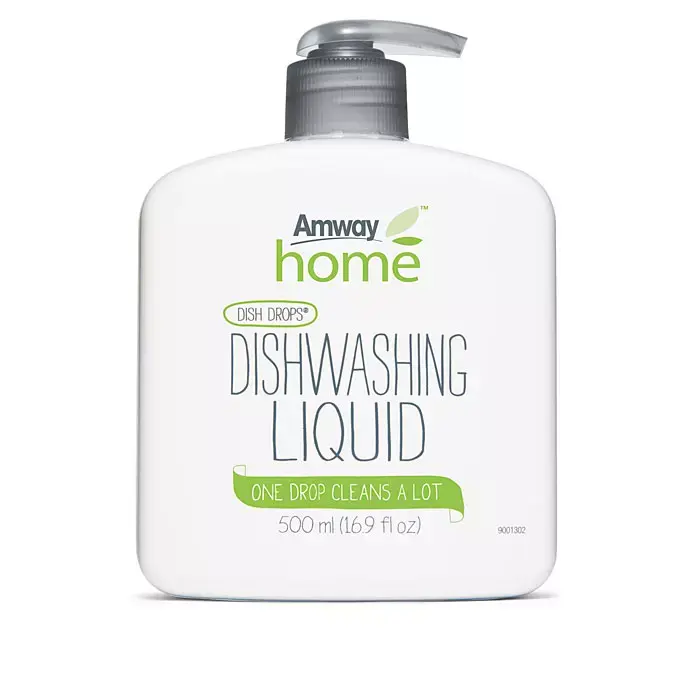 Amway™
home
DISH DROPS®
DISHWASHING
LIQUID
ONE DROP CLEANS A LOT
500 ml (16.9 fl oz)
9001302